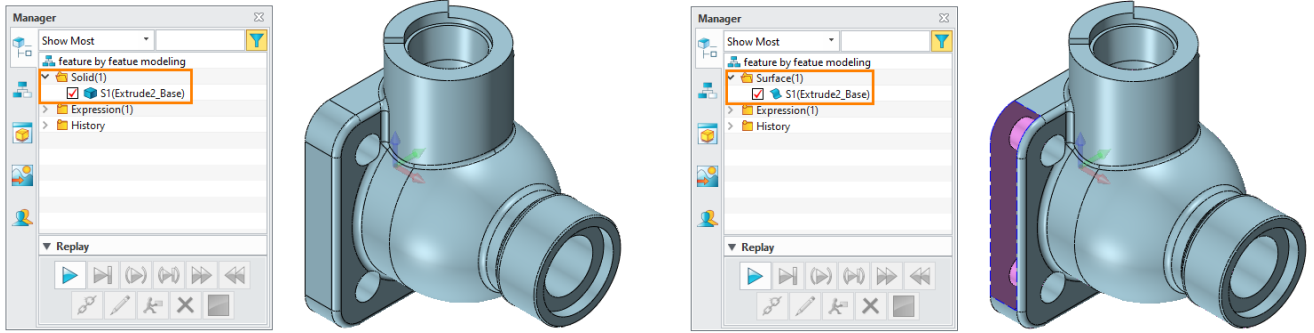 Manager
Show Most
feature by featue modeling
Solid(1)
S1(Extrude2_Base)
Expression(1)
History
Replay
Manager
Show Most
feature by featue modeling
Surface(1)
S1(Extrude2_Base)
Expression(1)
History
Replay